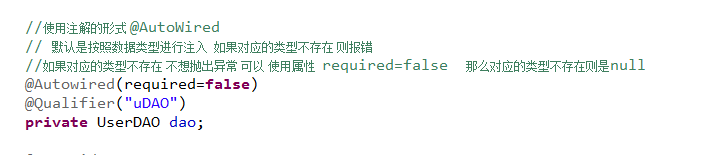 //使用注解的形式 @AutoWired
// 默认是按照数据类型进行注入 如果对应的类型不存在 则报错
//如果对应的类型不存在 不想抛出异常 可以 使用属性 required=false 那么对应的类型不存在则是null
@Autowired(required=false)
@Qualifier("uDAO")
private UserDAO dao;